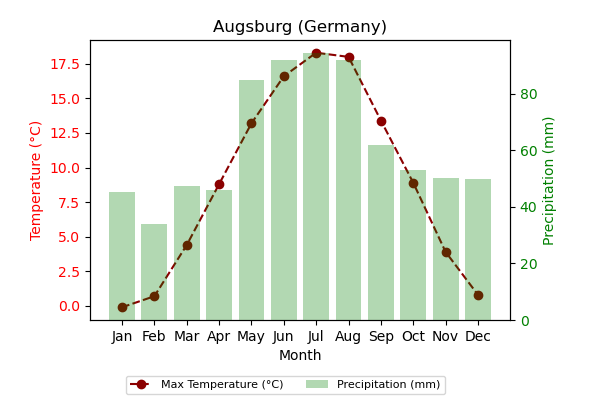 Augsburg (Germany)
Temperature (°C)
17.5
15.0
12.5
10.0
7.5
5.0
2.5
0.0
80
60
40
20
0
Precipitation (mm)
Jan Feb Mar Apr May Jun Jul Aug Sep Oct Nov Dec
Month
Max Temperature (°C) Precipitation (mm)